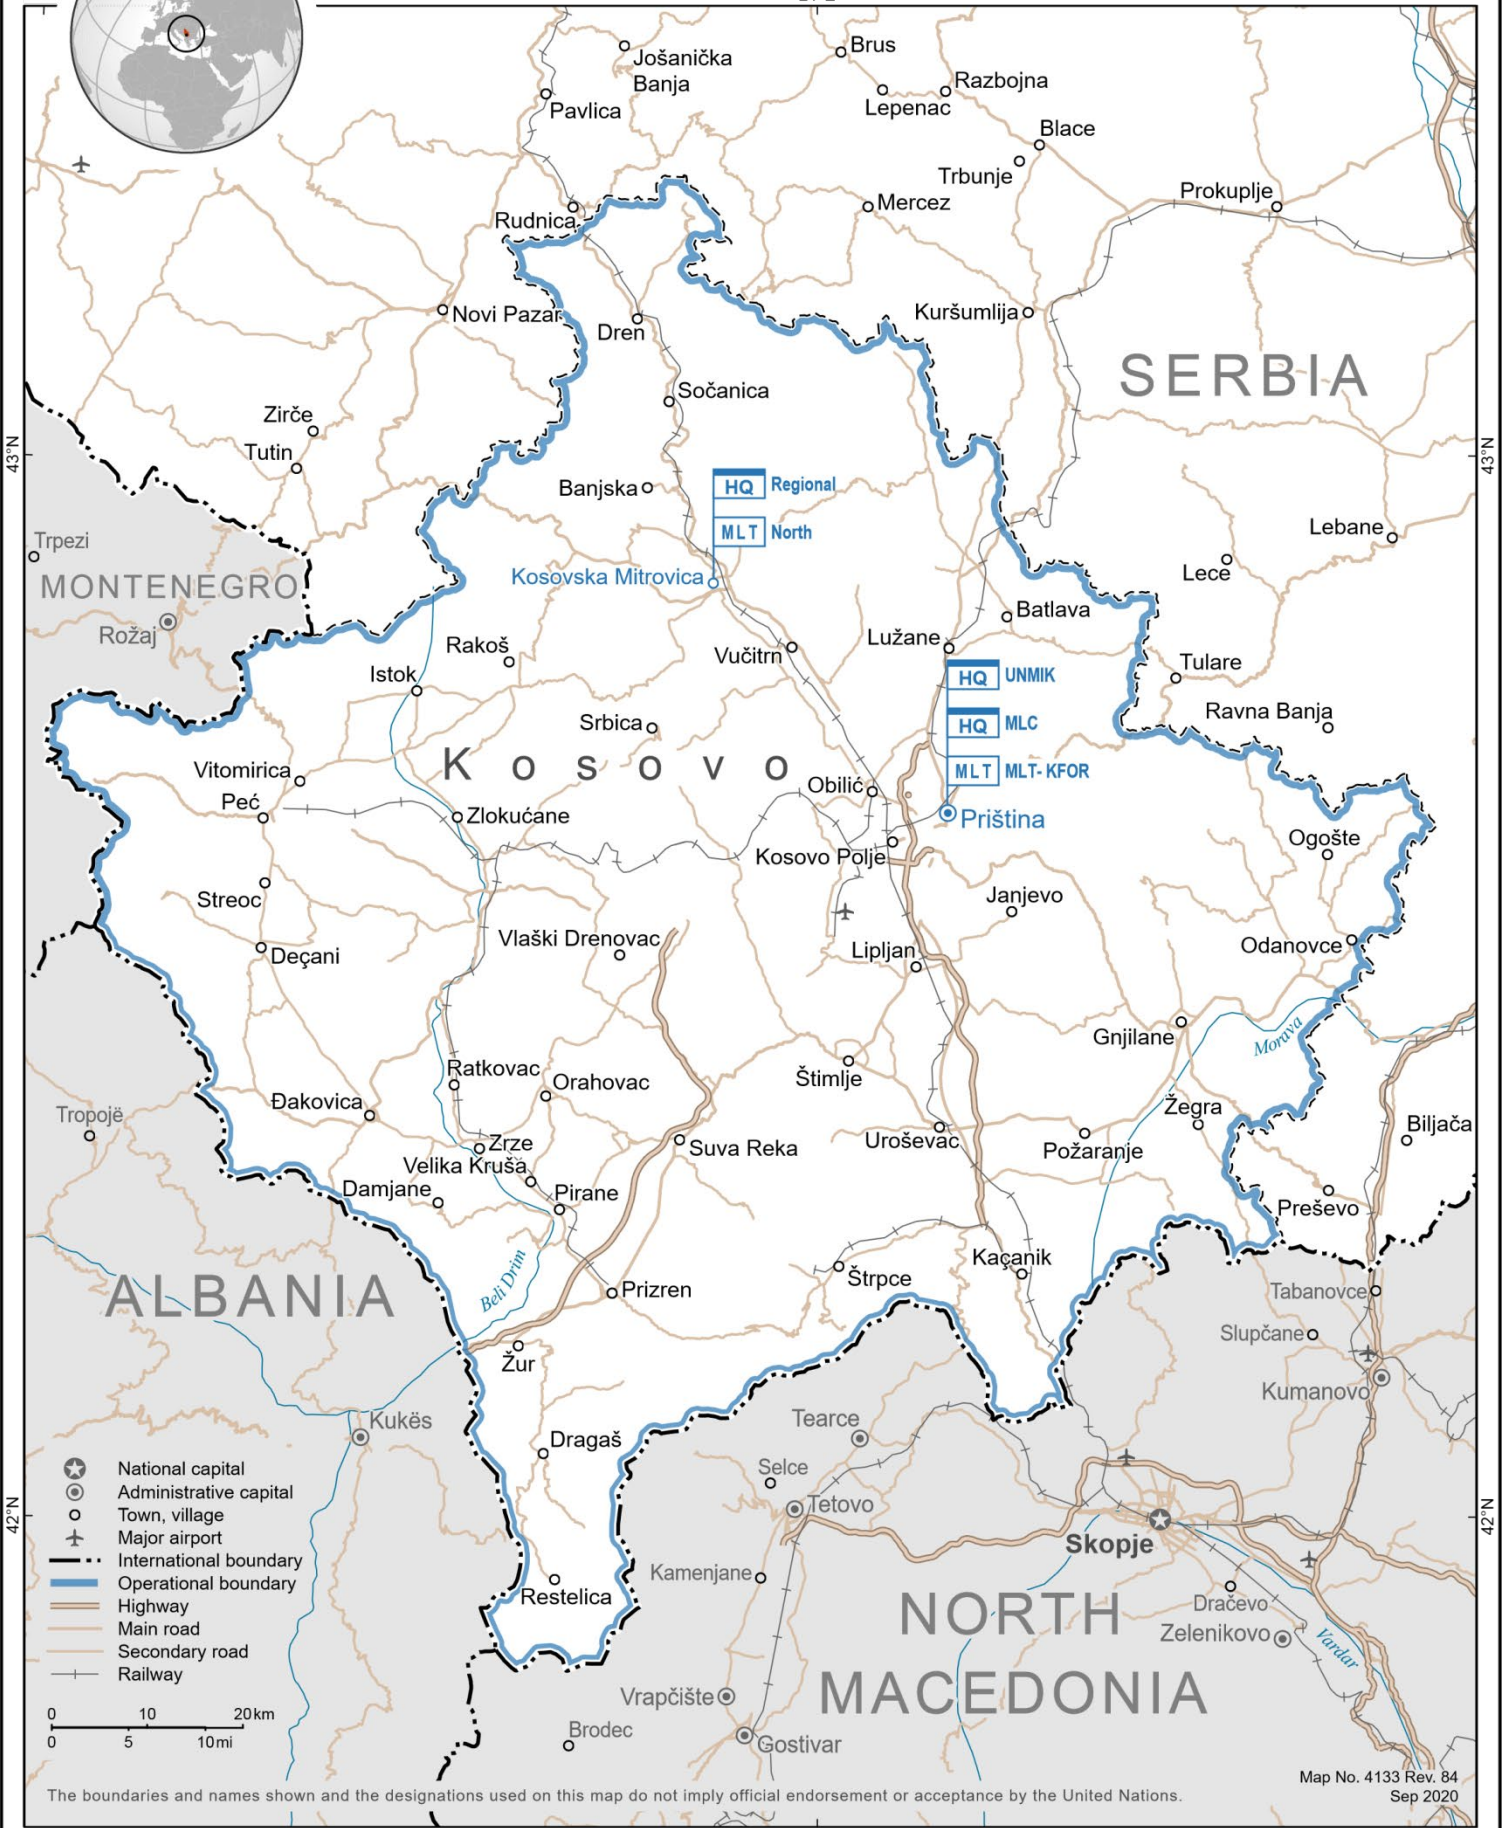 Jošanička
Banja
Brus
Pavlica
Lepenac
Razbojna
Blace
Trbunje
Prokuplje
Mercez
Rudnica
Novi Pazar
Dren
Kuršumlija
SERBIA
Sočanica
Zirče
Tutin
43°N
43°N
Banjska
HQ Regional
MLT North
Lebane
Trpezi
MONTENEGRO
Kosovska Mitrovica
Lece
Rožaj
Batlava
Rakoš
Vučitrn
Lužane
Istok
HQ UNMIK
Tulare
Srbica
HQ MLC
Ravna Banja
Kosovo
Vitomirica
MLT MLT-KFOR
Peć
Obilić
Zlokućane
Priština
Kosovo Polje
Ogošte
Streoc
Janjevo
Vlaški Drenovac
Deçani
Lipljan
Odanovce
Gnjilane
Morava
Ratkovac
Orahovac
Štimlje
Đakovica
Tropojë
Žegra
Biljača
Zrze
Suva Reka
Uroševac
Požaranje
Velika Kruša
Damjane
Pirane
Preševo
Beli Drim
Kaçanik
ALBANIA
Štrpce
Prizren
Tabanovce
Slupčane
Žur
Kumanovo
Kukës
Tearce
Dragaš
Selce
Tetovo
42°N
42°N
Skopje
Kamenjane
Restelica
NORTH
MACEDONIA
Dračevo
Zelenikovo
Vardar
Vrapčište
Brodec
Gostivar
National capital
Administrative capital
Town, village
Major airport
International boundary
Operational boundary
Highway
Main road
Secondary road
Railway
0 10 20 km
0 5 10 mi
Map No. 4133 Rev. 84
Sep 2020
The boundaries and names shown and the designations used on this map do not imply official endorsement or acceptance by the United Nations.